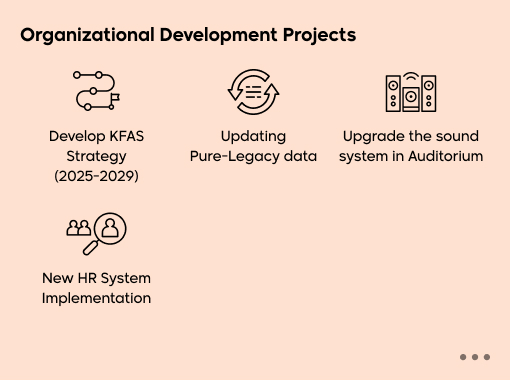 Organizational Development Projects
Develop KFAS
Strategy
(2025-2029)
Updating
Pure-Legacy data
Upgrade the sound
system in Auditorium
New HR System
Implementation